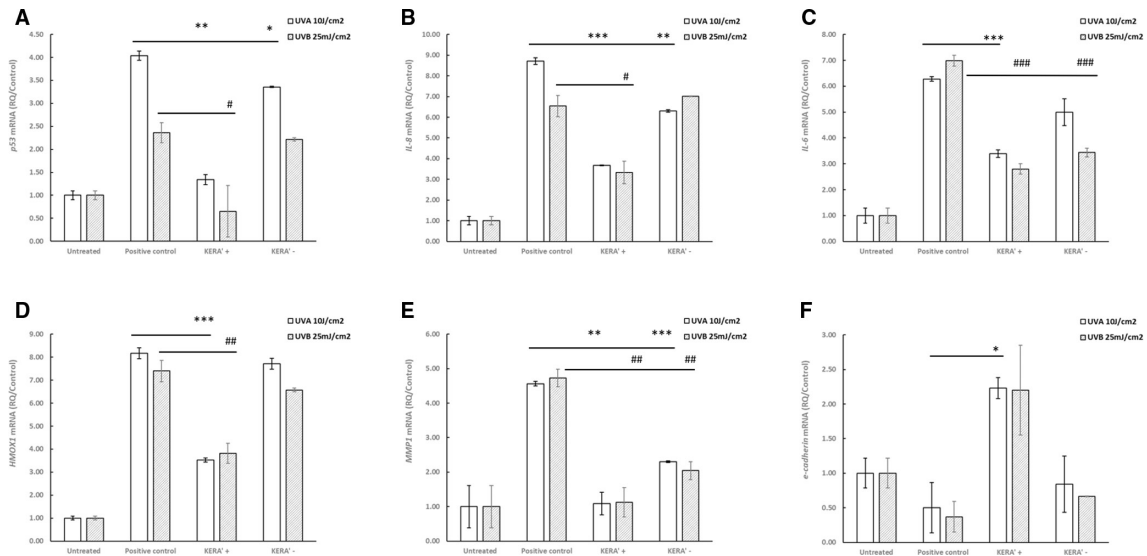 A
UVA 10J/cm2
UVB 25mJ/cm2
** *
#
p53 mRNA (RQ/Control)
4.50
4.00
3.50
3.00
2.50
2.00
1.50
1.00
0.50
0.00
Untreated Positive control KERA' + KERA' -
B
UVA 10J/cm2
UVB 25mJ/cm2
*** **
#
IL-8 mRNA (RQ/Control)
10.00
9.00
8.00
7.00
6.00
5.00
4.00
3.00
2.00
1.00
0.00
Untreated Positive control KERA' + KERA' -
C
UVA 10J/cm2
UVB 25mJ/cm2
***
### ###
IL-6 mRNA (RQ/Control)
8.00
7.00
6.00
5.00
4.00
3.00
2.00
1.00
0.00
Untreated Positive control KERA' + KERA' -
D
UVA 10J/cm2
UVB 25mJ/cm2
***
##
HMOX1 mRNA (RQ/Control)
9.00
8.00
7.00
6.00
5.00
4.00
3.00
2.00
1.00
0.00
Untreated Positive control KERA' + KERA' -
E
UVA 10J/cm2
UVB 25mJ/cm2
** ***
## ##
MMP1 mRNA (RQ/Control)
6.00
5.00
4.00
3.00
2.00
1.00
0.00
Untreated Positive control KERA' + KERA' -
F
UVA 10J/cm2
UVB 25mJ/cm2
*
e-cadherin mRNA (RQ/Control)
3.00
2.50
2.00
1.50
1.00
0.50
0.00
Untreated Positive control KERA' + KERA' -